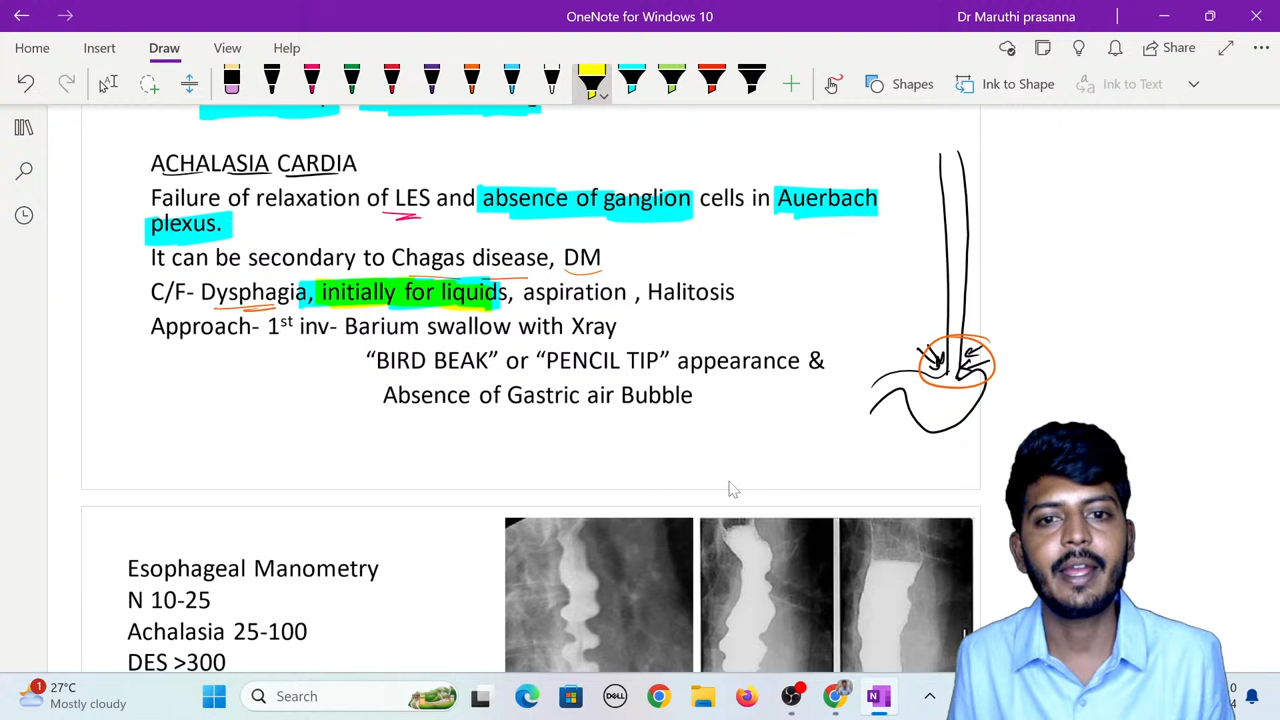 OneNote for Windows 10
Dr Maruthi prasanna
Home Insert Draw View Help
Share
Shapes
Ink to Shape
Ink to Text
ACHALASIA CARDIA
Failure of relaxation of LES and absence of ganglion cells in Auerbach
plexus.
It can be secondary to Chagas disease, DM
C/F- Dysphagia, initially for liquids, aspiration , Halitosis
Approach- 1st inv- Barium swallow with Xray
“BIRD BEAK” or “PENCIL TIP” appearance &
Absence of Gastric air Bubble
Esophageal Manometry
N 10-25
Achalasia 25-100
DES >300
1
27°C
Mostly cloudy
Search
DELL